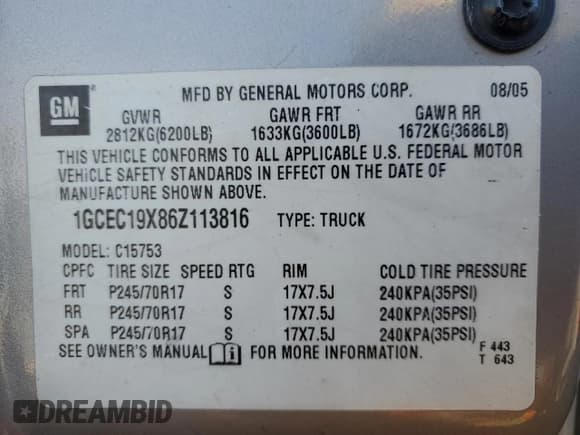 GM
®
MFD BY GENERAL MOTORS CORP. 08/05
GVWR GAWR FRT GAWR RR
2812KG(6200LB) 1633KG(3600LB) 1672KG(3686LB)
THIS VEHICLE CONFORMS TO ALL APPLICABLE U.S. FEDERAL MOTOR
VEHICLE SAFETY STANDARDS IN EFFECT ON THE DATE OF
MANUFACTURE SHOWN ABOVE.
1GCEC19X86Z113816 TYPE: TRUCK
MODEL: C15753
CPFC TIRE SIZE SPEED RTG RIM COLD TIRE PRESSURE
FRT P245/70R17 S 17X7.5J 240KPA(35PSI)
RR P245/70R17 S 17X7.5J 240KPA(35PSI)
SPA P245/70R17 S 17X7.5J 240KPA(35PSI)
SEE OWNER'S MANUAL i FOR MORE INFORMATION.
F 443
T 643
DREAMBID